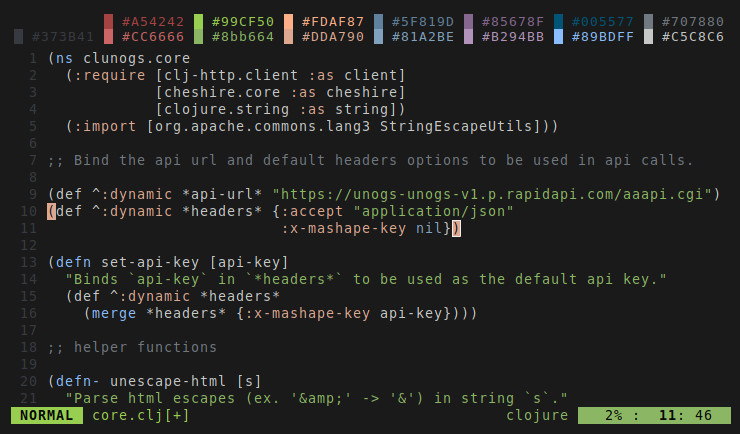 #A54242 #99CF50 #FDAF87 #5F819D #85678F #005577 #707880
#373B41 #CC6666 #8bb664 #DDA790 #81A2BE #B294BB #89BDFF #C5C8C6
1 (ns clunogs.core
2   (:require [clj-http.client :as client]
3             [cheshire.core :as cheshire]
4             [clojure.string :as string])
5   (:import [org.apache.commons.lang3 StringEscapeUtils]))
6
7 ;; Bind the api url and default headers options to be used in api calls.
8
9 (def ^:dynamic *api-url* "https://unogs-unogs-v1.p.rapidapi.com/aaapi.cgi")
10 (def ^:dynamic *headers* {:accept "application/json"
11                           :x-mashape-key nil})
12
13 (defn set-api-key [api-key]
14   "Binds `api-key` in `*headers*` to be used as the default api key."
15   (def ^:dynamic *headers*
16     (merge *headers* {:x-mashape-key api-key})))
17
18 ;; helper functions
19
20 (defn- unescape-html [s]
21   "Parse html escapes (ex. '&amp;' -> '&') in string `s`."
NORMAL core.clj[+] clojure 2% : 11: 46